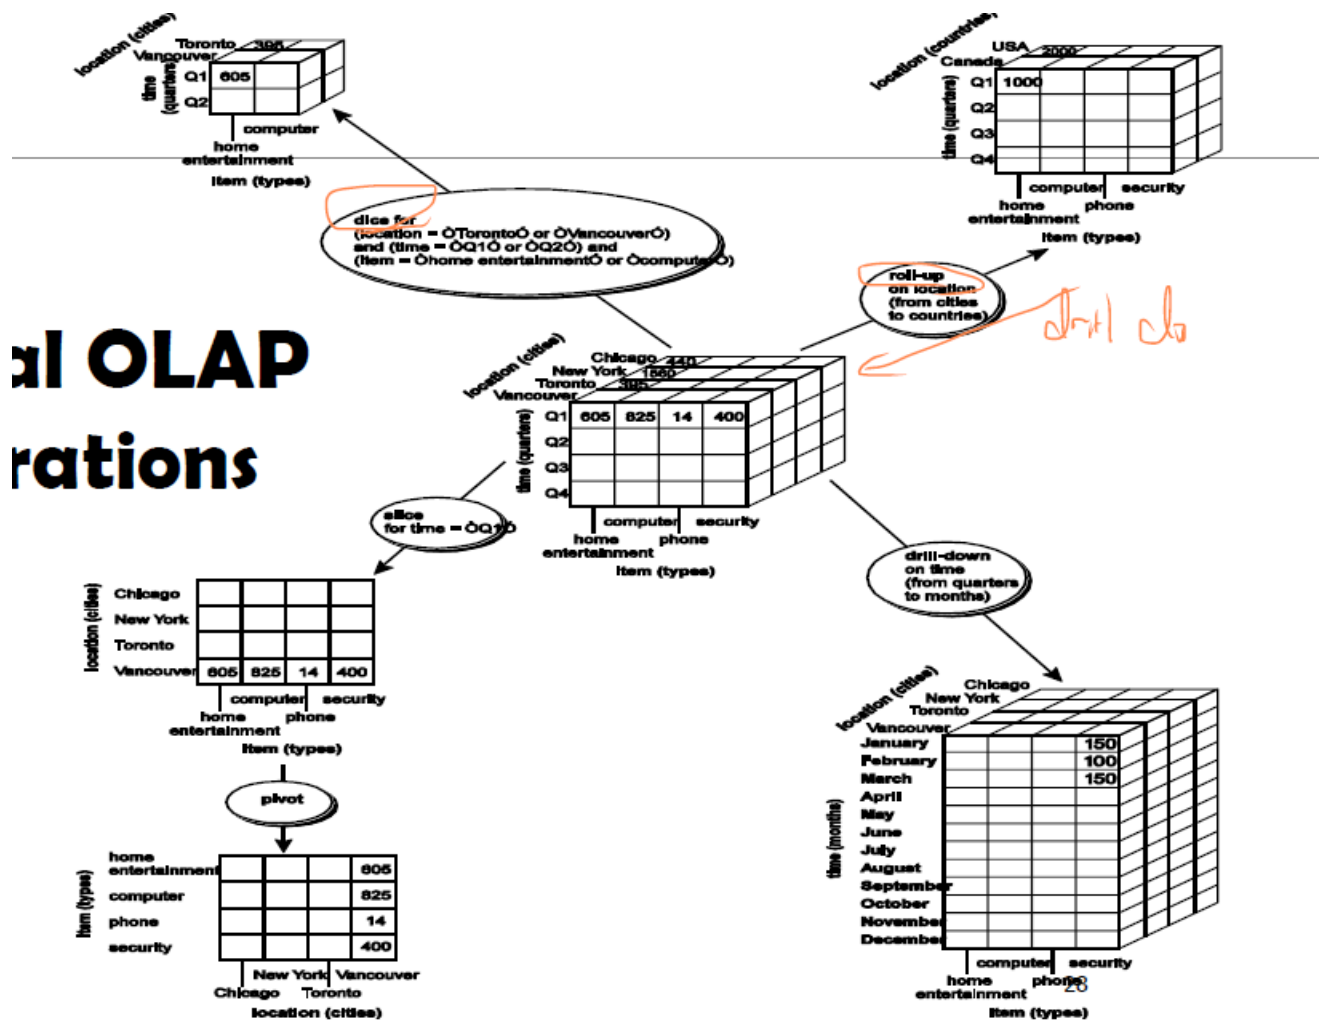 location (cities)
Toronto 395
Vancouver
time (quarters)
Q1 605
Q2
computer
home
entertainment
item (types)
location (countries)
USA 2000
Canada
time (quarters)
Q1 1000
Q2
Q3
Q4
computer security
home phone
entertainment
item (types)
dice for
(location = ÒTorontoÓ or ÒVancouverÓ)
and (time = ÒQ1Ó or ÒQ2Ó) and
(item = Òhome entertainmentÓ or ÒcomputerÓ)
roll-up
on location
(from cities
to countries)
drill do
al OLAP
rations
location (cities)
Chicago 440
New York 1560
Toronto 395
Vancouver
time (quarters)
Q1 605 825 14 400
Q2
Q3
Q4
computer security
home phone
entertainment
item (types)
slice
for time = ÒQ1Ó
drill-down
on time
(from quarters
to months)
location (cities)
Chicago
New York
Toronto
Vancouver 605 825 14 400
computer security
home phone
entertainment
item (types)
pivot
item (types)
home
entertainment 605
computer 825
phone 14
security 400
New York Vancouver
Chicago Toronto
location (cities)
location (cities)
Chicago
New York
Toronto
Vancouver
time (months)
January 150
February 100
March 150
April
May
June
July
August
September
October
November
December
computer security
home phone
entertainment
item (types)
28